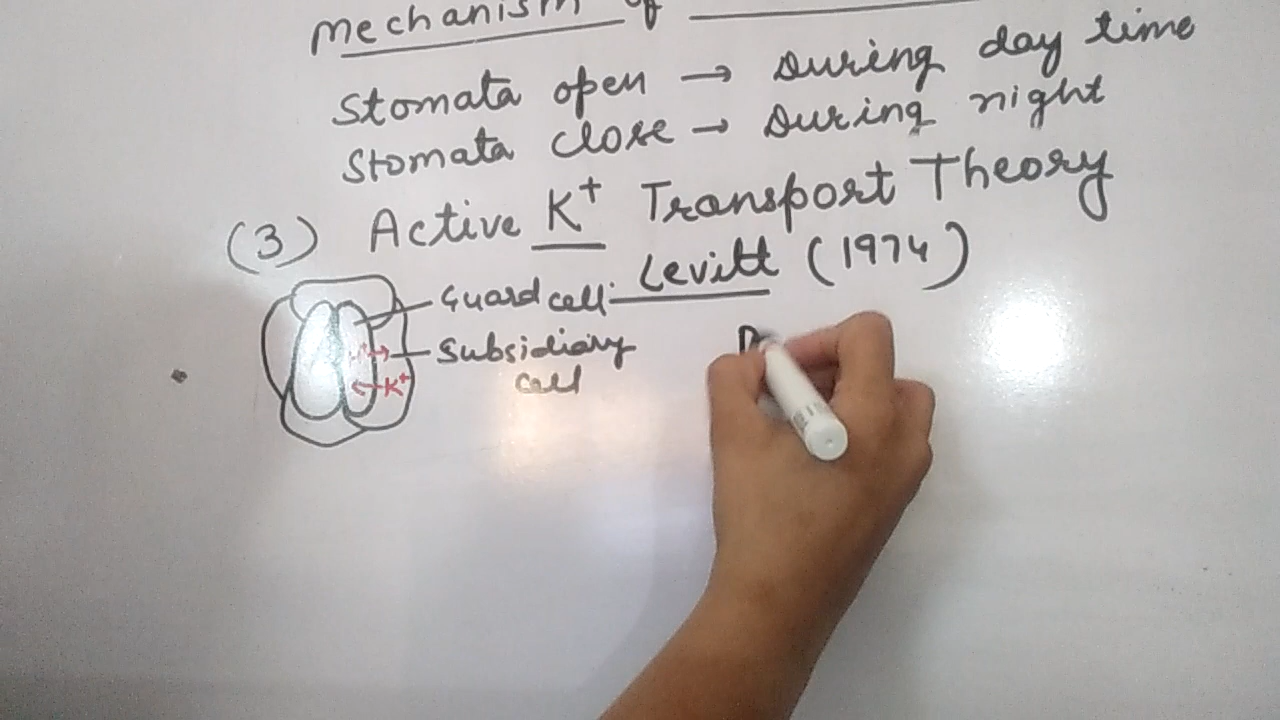 mechanism of
Stomata open → During day time
Stomata close → During night
(3) Active K⁺ Transport Theory
Levitt (1974)
Guard cell
Subsidiary
cell
K⁺